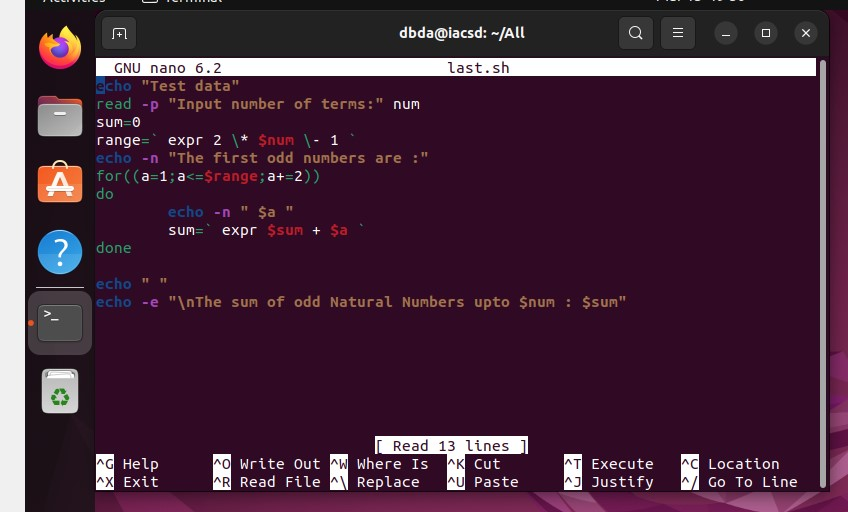 Terminal
dbda@iacsd: ~/All
GNU nano 6.2 last.sh
echo "Test data"
read -p "Input number of terms:" num
sum=0
range=` expr 2 \* $num \- 1 `
echo -n "The first odd numbers are :"
for((a=1;a<=$range;a+=2))
do
echo -n " $a "
sum=` expr $sum + $a `
done
echo " "
echo -e "\nThe sum of odd Natural Numbers upto $num : $sum"
[ Read 13 lines ]
^G Help ^O Write Out ^W Where Is ^K Cut ^T Execute ^C Location
^X Exit ^R Read File ^\ Replace ^U Paste ^J Justify ^/ Go To Line